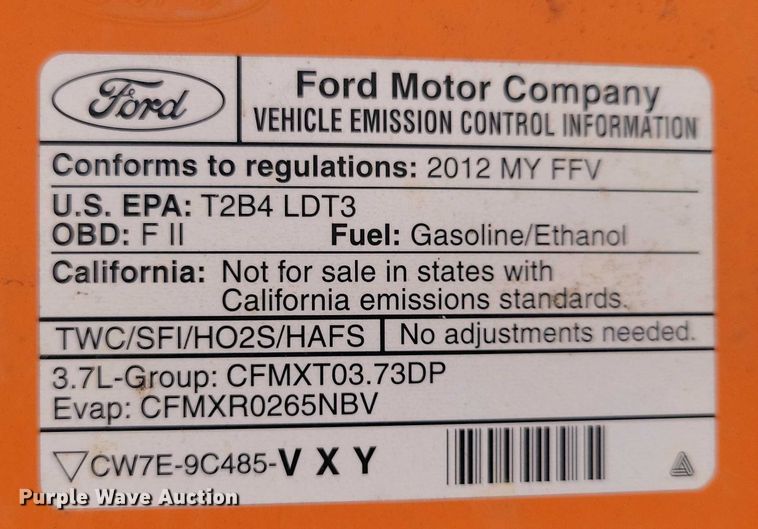 Ford
Ford Motor Company
VEHICLE EMISSION CONTROL INFORMATION
Conforms to regulations: 2012 MY FFV
U.S. EPA: T2B4 LDT3
OBD: F II Fuel: Gasoline/Ethanol
California: Not for sale in states with
California emissions standards.
TWC/SFI/HO2S/HAFS No adjustments needed.
3.7L-Group: CFMXT03.73DP
Evap: CFMXR0265NBV
CW7E-9C485-V X Y
Purple Wave Auction